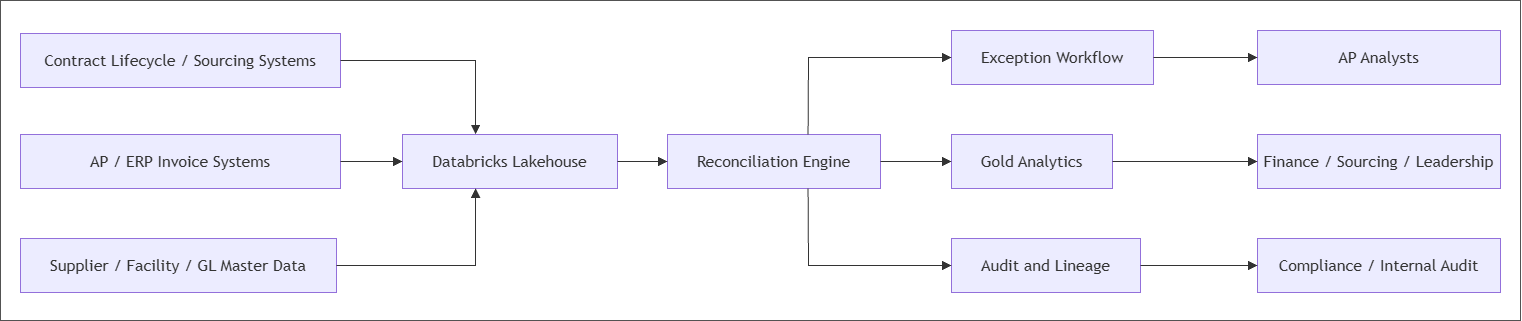 Contract Lifecycle / Sourcing Systems
Exception Workflow
AP Analysts
AP / ERP Invoice Systems
Databricks Lakehouse
Reconciliation Engine
Gold Analytics
Finance / Sourcing / Leadership
Supplier / Facility / GL Master Data
Audit and Lineage
Compliance / Internal Audit